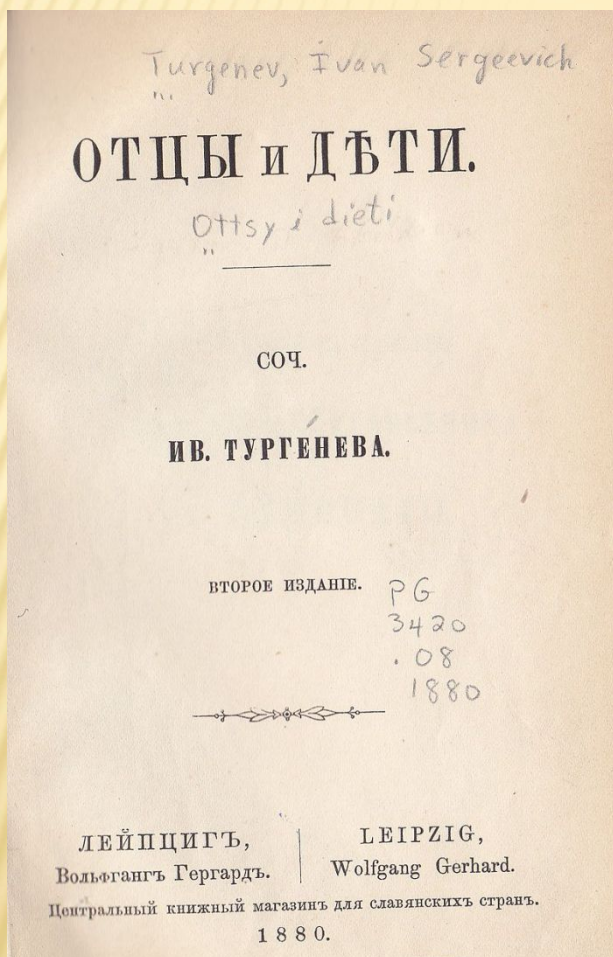 Turgenev, Ivan Sergeevich
ОТЦЫ и ДѢТИ.
Ottsy i dieti
СОЧ.
ИВ. ТУРГЕНЕВА.
ВТОРОЕ ИЗДАНІЕ.
PG
3420
.08
1880
ЛЕЙПЦИГЪ,
Вольфгангъ Гергардъ.
LEIPZIG,
Wolfgang Gerhard.
Центральный книжный магазинъ для славянскихъ странъ.
1880.